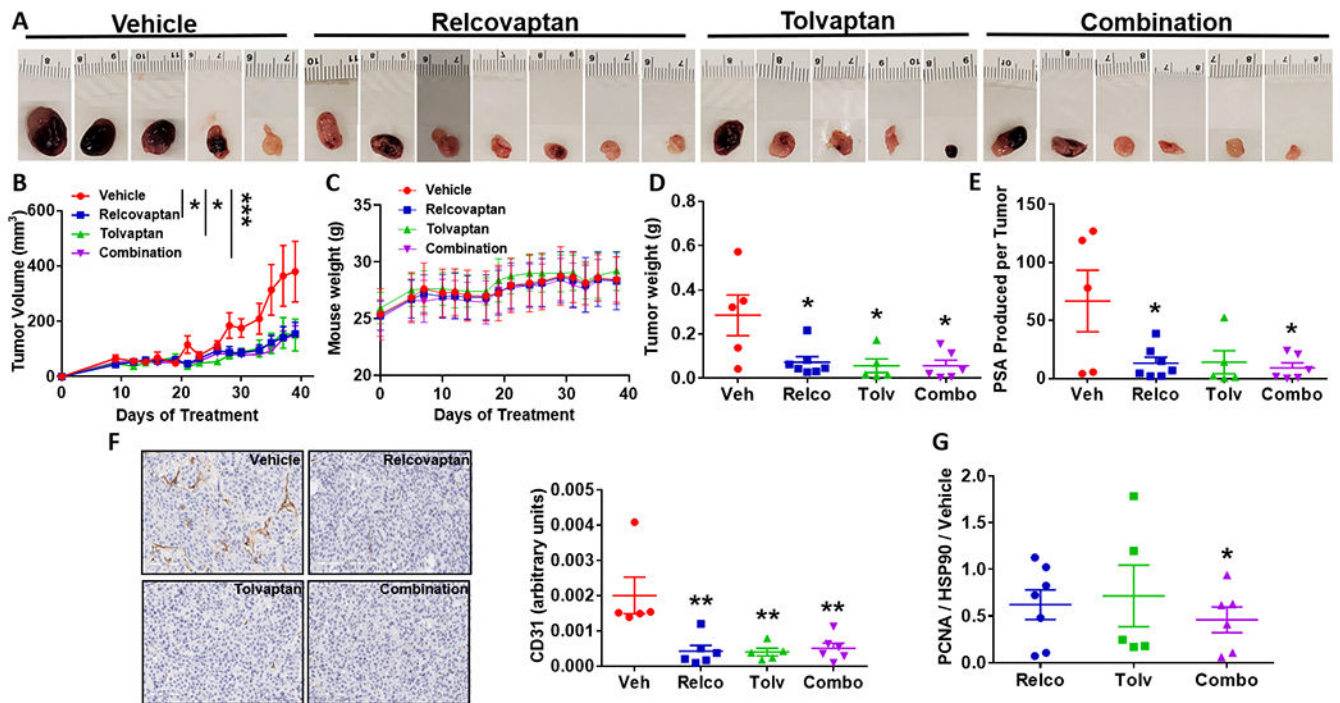 A
Vehicle
Relcovaptan
Tolvaptan
Combination
B
Vehicle
Relcovaptan
Tolvaptan
Combination
* * ***
Tumor Volume (mm³)
600
400
200
0
0 10 20 30 40
Days of Treatment
C
Vehicle
Relcovaptan
Tolvaptan
Combination
Mouse weight (g)
35
30
25
20
0 10 20 30 40
Days of Treatment
D
Tumor weight (g)
0.8
0.6
0.4
0.2
0.0
* * *
Veh Relco Tolv Combo
E
PSA Produced per Tumor
150
100
50
0
* *
Veh Relco Tolv Combo
F
Vehicle
Relcovaptan
Tolvaptan
Combination
CD31 (arbitrary units)
0.005
0.004
0.003
0.002
0.001
0.000
** ** **
Veh Relco Tolv Combo
G
PCNA / HSP90 / Vehicle
2.0
1.5
1.0
0.5
0.0
*
Relco Tolv Combo